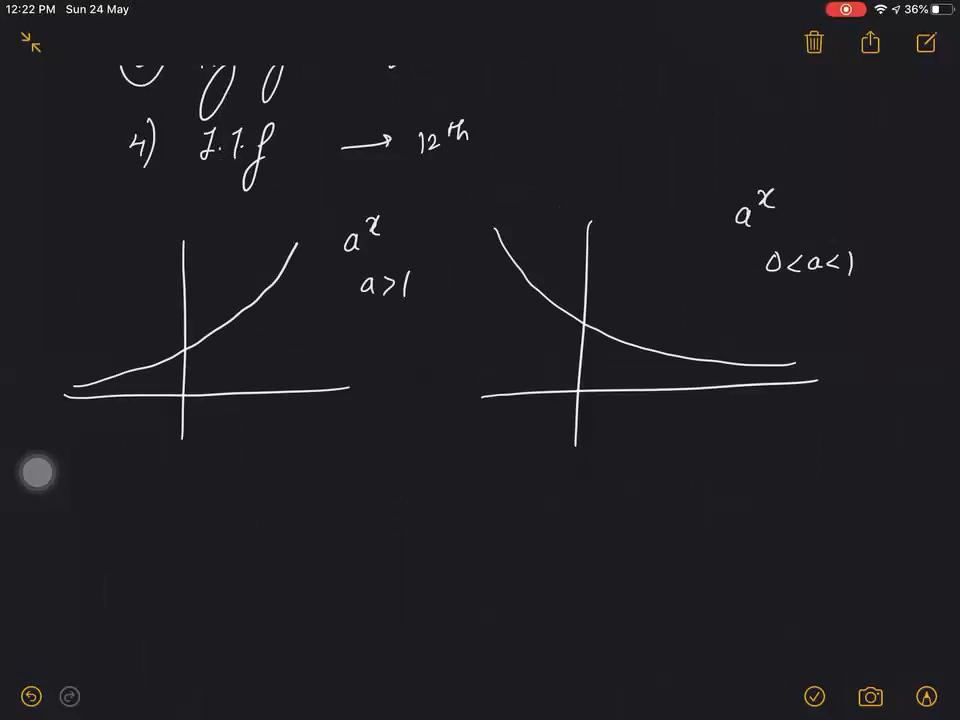 12:22 PM Sun 24 May
36%
4) I.T.f → 12th
a^x
a>1
a^x
0<a<1